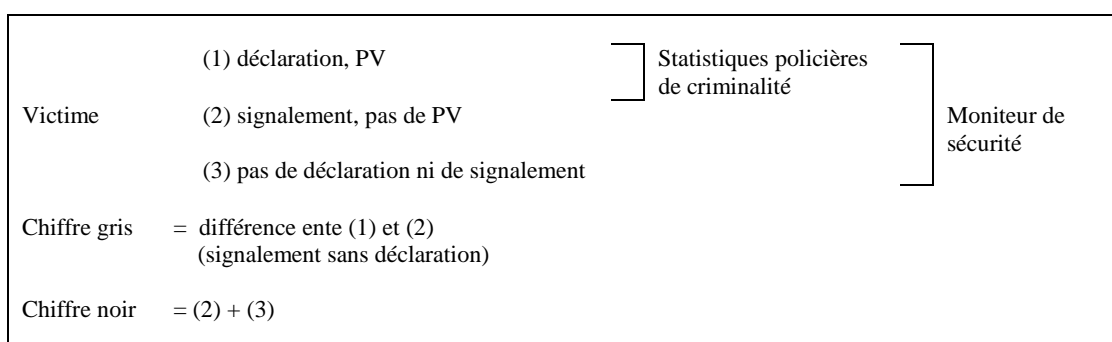 (1) déclaration, PV
Statistiques policières
de criminalité
Victime (2) signalement, pas de PV
Moniteur de
sécurité
(3) pas de déclaration ni de signalement
Chiffre gris = différence ente (1) et (2)
(signalement sans déclaration)
Chiffre noir = (2) + (3)